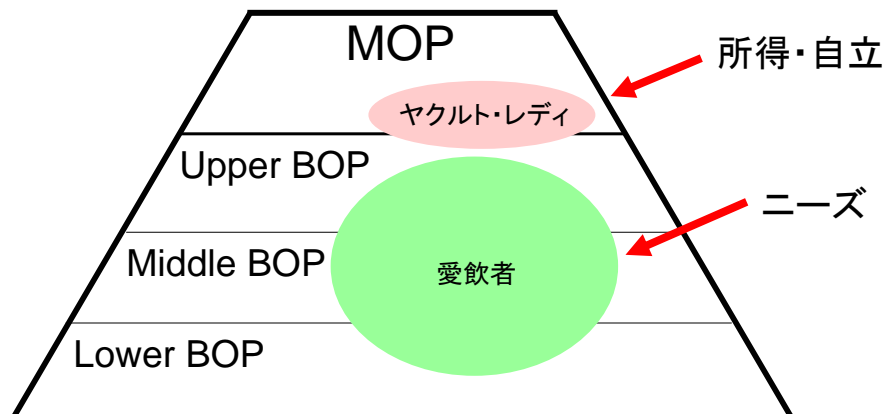 MOP
所得・自立
ヤクルト・レディ
Upper BOP
ニーズ
Middle BOP
愛飲者
Lower BOP